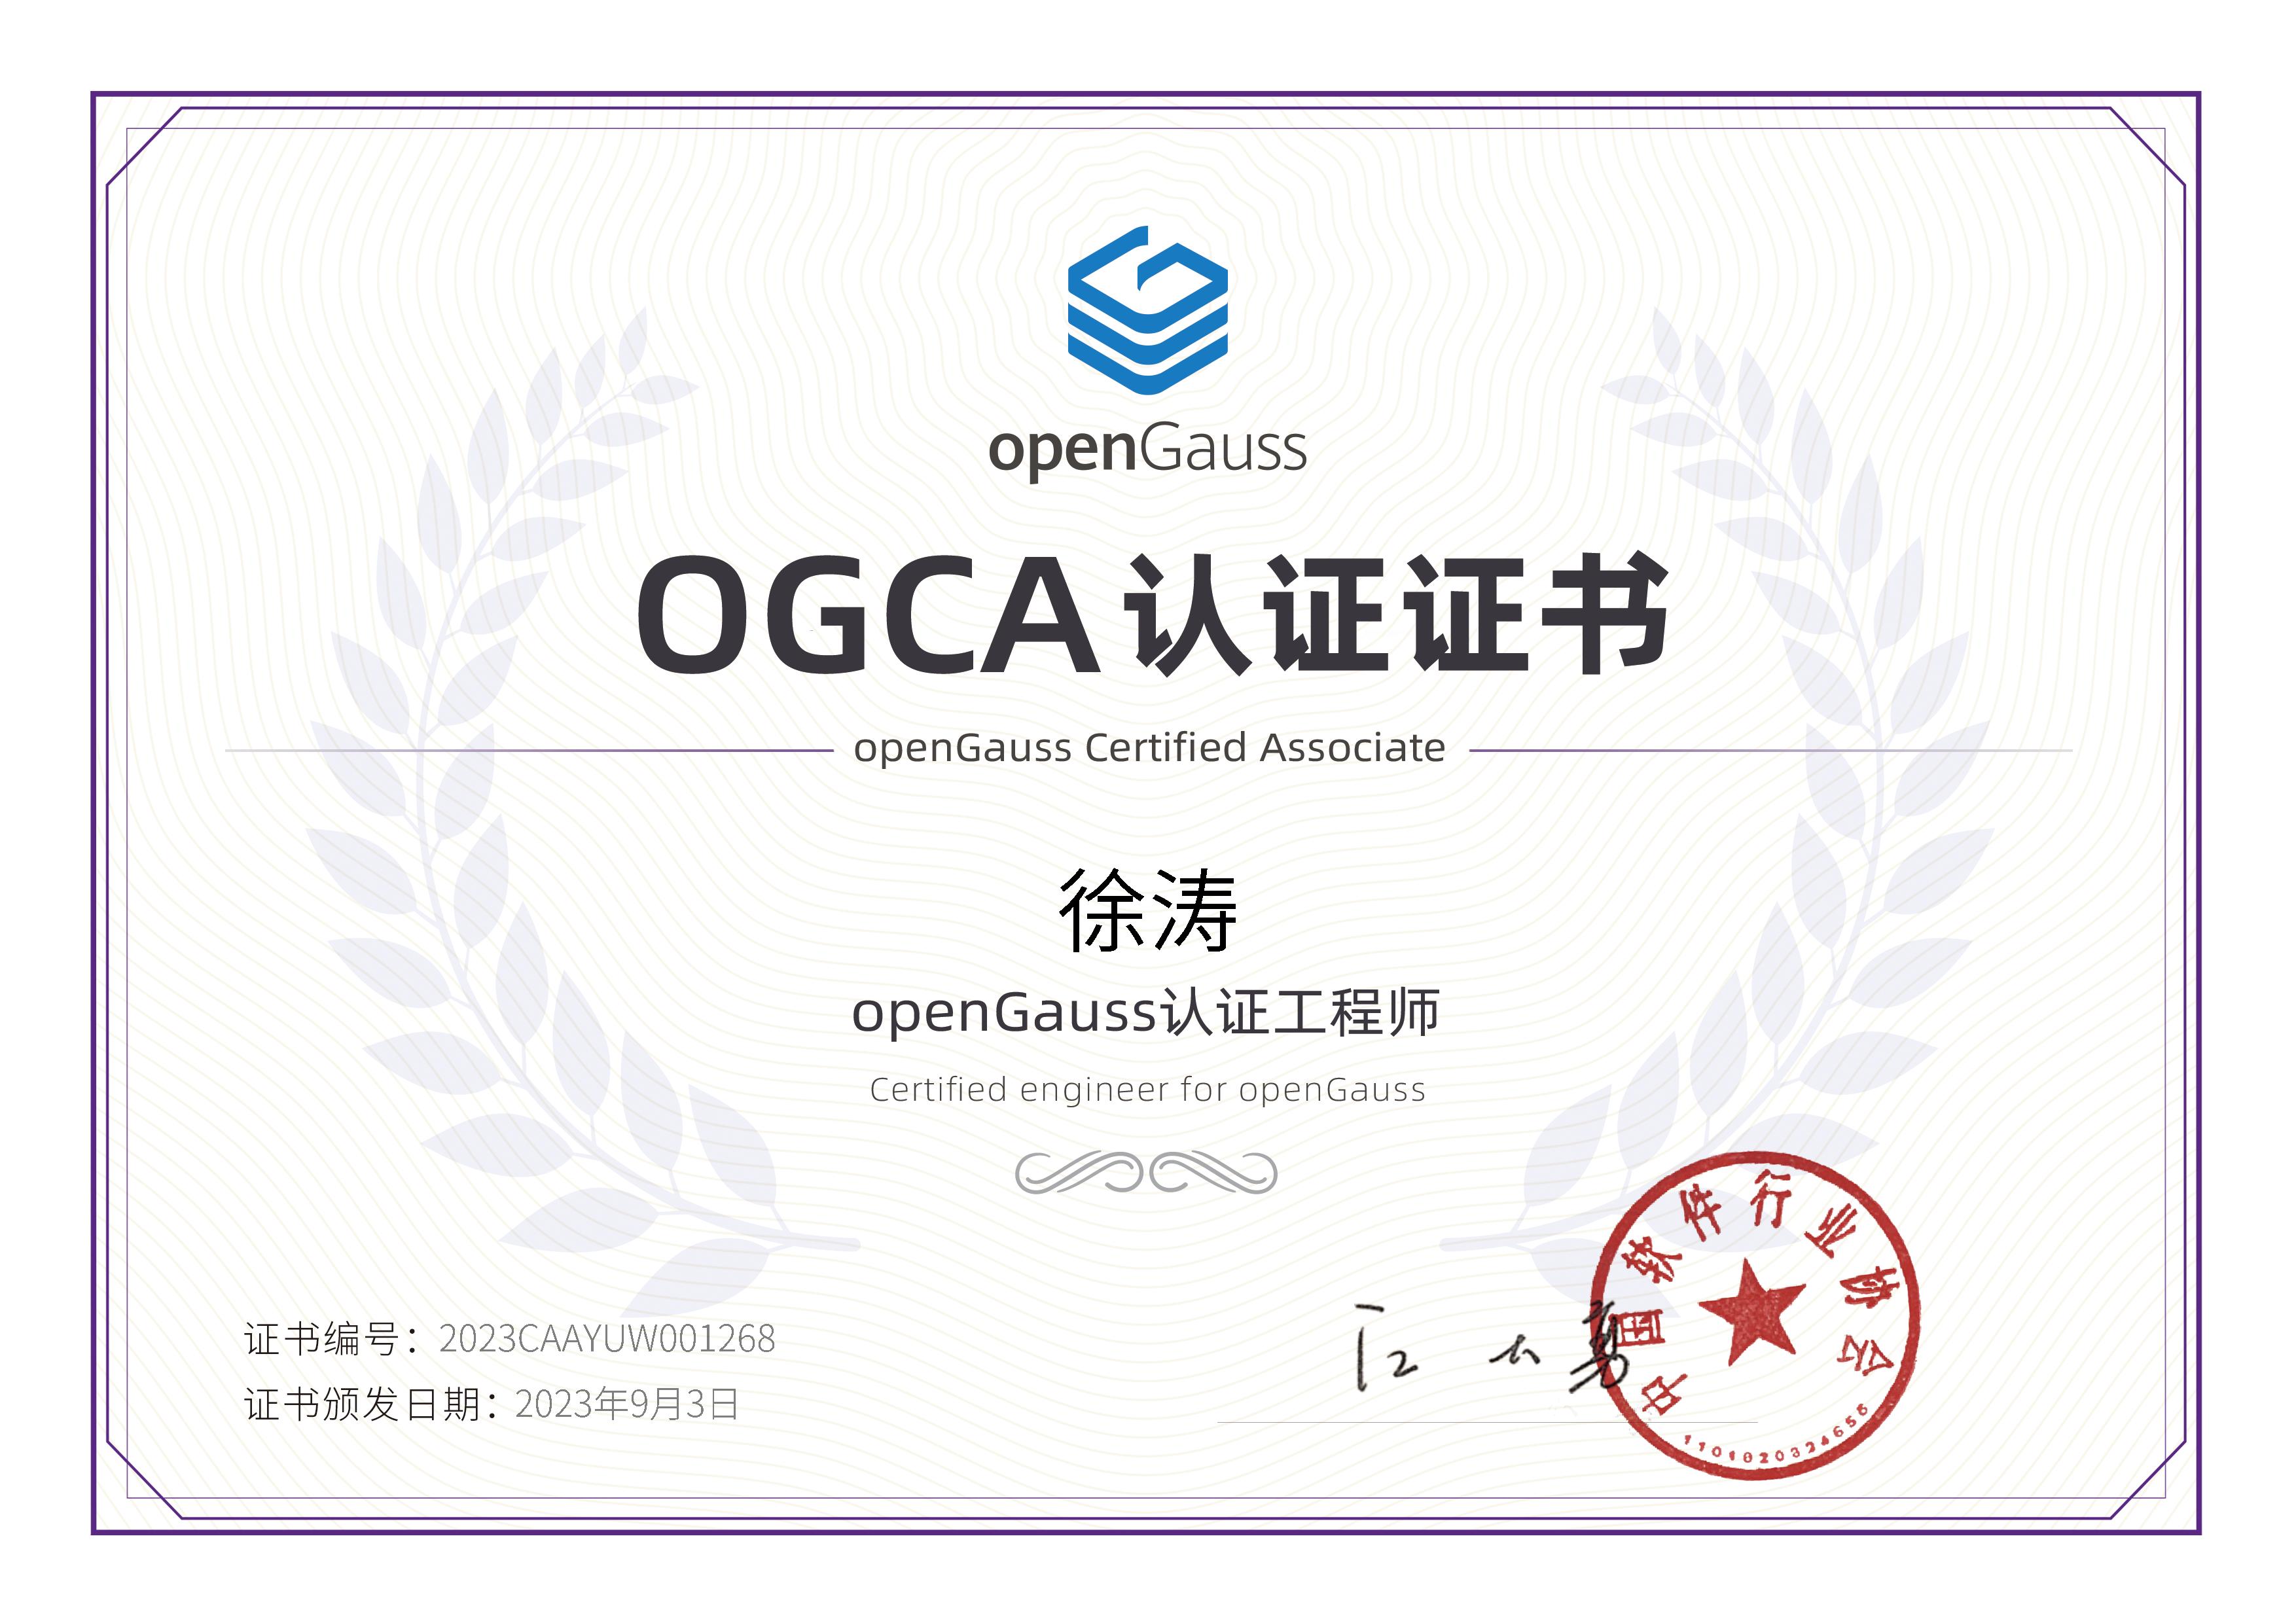 openGauss
OGCA认证证书
openGauss Certified Associate
徐涛
openGauss认证工程师
Certified engineer for openGauss
证书编号：2023CAAYUW001268
证书颁发日期：2023年9月3日
中国软件行业协会